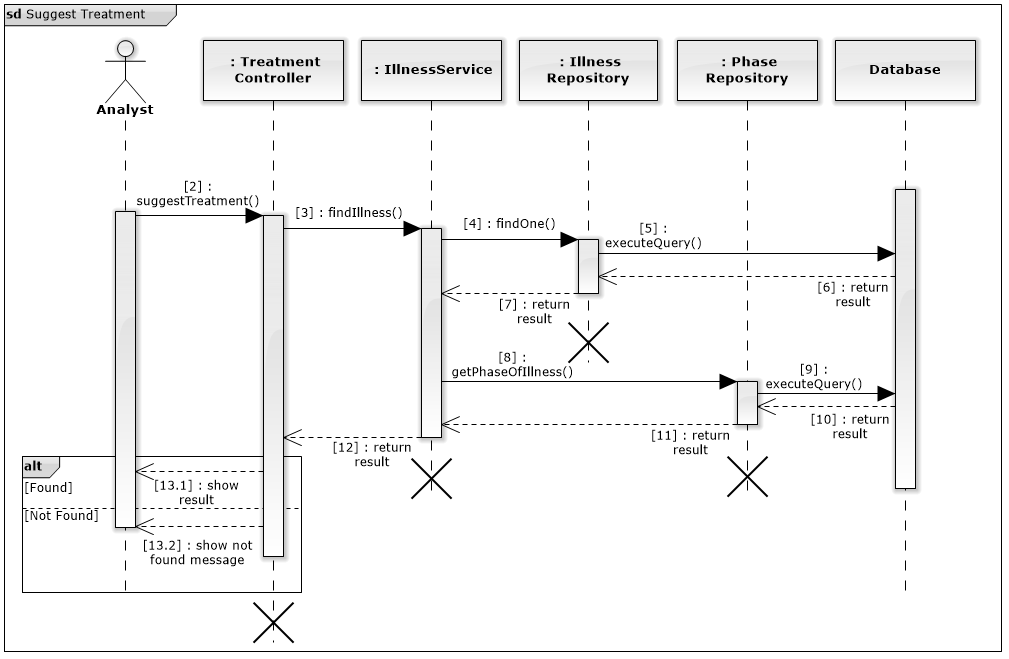 sd Suggest Treatment
: Treatment
Controller
: IllnessService
: Illness
Repository
: Phase
Repository
Database
Analyst
[2] :
suggestTreatment()
[3] : findIllness()
[4] : findOne()
[5] :
executeQuery()
[6] : return
result
[7] : return
result
[8] :
getPhaseOfIllness()
[9] :
executeQuery()
[10] : return
result
[11] : return
result
[12] : return
result
alt
[Found]
[13.1] : show
result
[Not Found]
[13.2] : show not
found message